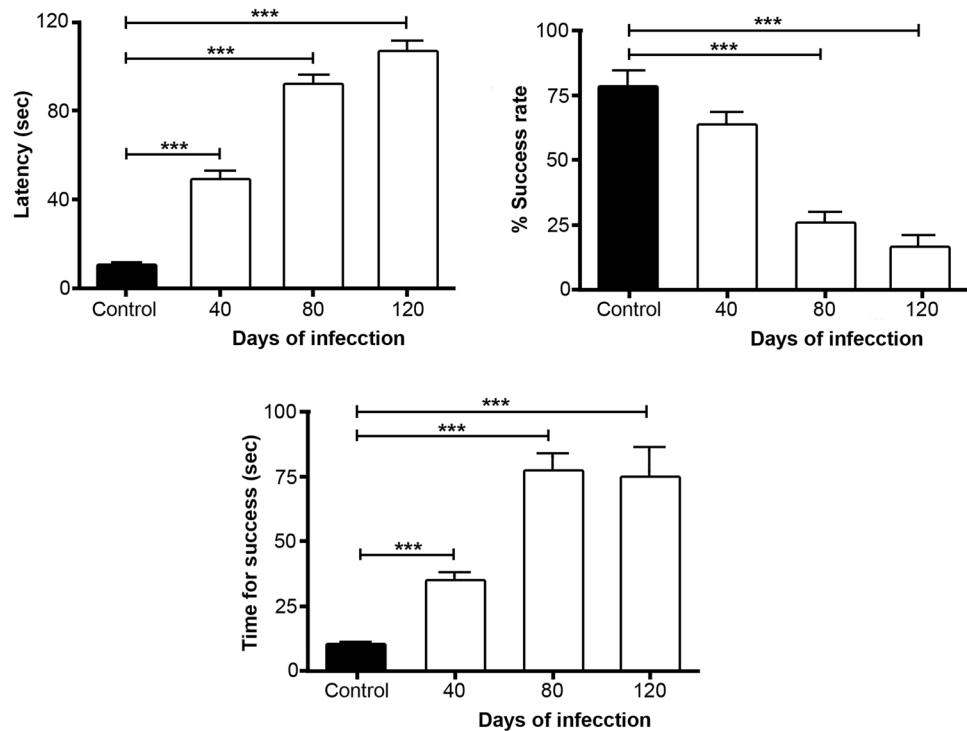 120
80
40
0
Latency (sec)
***
***
***
Control 40 80 120
Days of infecction
100
75
50
25
0
% Success rate
***
***
Control 40 80 120
Days of infecction
100
75
50
25
0
Time for success (sec)
***
***
***
Control 40 80 120
Days of infecction